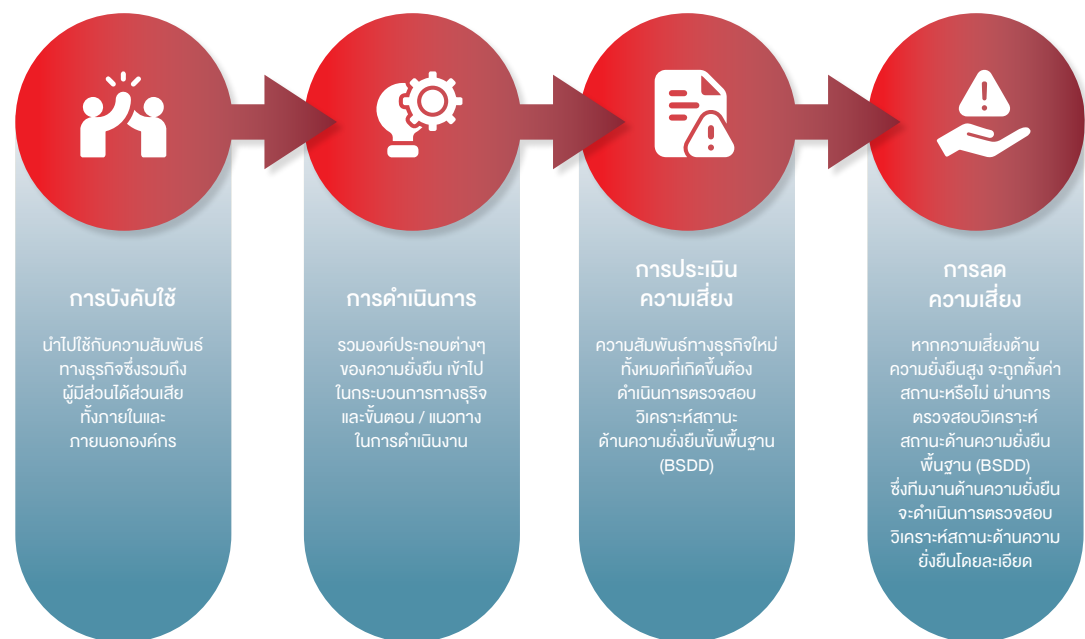 การบังคับใช้
นำไปใช้กับความสัมพันธ์
ทางธุรกิจซึ่งรวมถึง
ผู้มีส่วนได้ส่วนเสีย
ทั้งภายในและ
ภายนอกองค์กร
การดำเนินการ
รวมองค์ประกอบต่างๆ
ของความยั่งยืน เข้าไป
ในกระบวนการทางธุริจ
และขั้นตอน / แนวทาง
ในการดำเนินงาน
การประเมิน
ความเสี่ยง
ความสัมพันธ์ทางธุรกิจใหม่
ทั้งหมดที่เกิดขึ้นต้อง
ดำเนินการตรวจสอบ
วิเคราะห์สถานะ
ด้านความยั่งยืนขั้นพื้นฐาน
(BSDD)
การลด
ความเสี่ยง
หากความเสี่ยงด้าน
ความยั่งยืนสูง จะถูกตั้งค่า
สถานะหรือไม่ ผ่านการ
ตรวจสอบวิเคราะห์
สถานะด้านความยั่งยืน
พื้นฐาน (BSDD)
ซึ่งทีมงานด้านความยั่งยืน
จะดำเนินการตรวจสอบ
วิเคราะห์สถานะด้านความ
ยั่งยืนโดยละเอียด